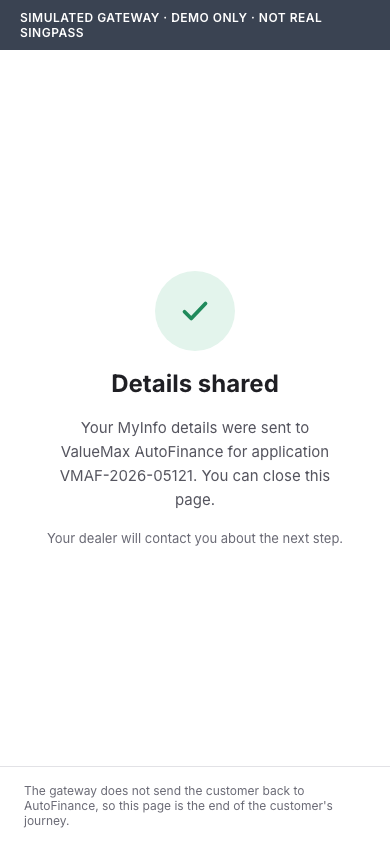 SIMULATED GATEWAY · DEMO ONLY · NOT REAL
SINGPASS
Details shared
Your MyInfo details were sent to
ValueMax AutoFinance for application
VMAF-2026-05121. You can close this
page.
Your dealer will contact you about the next step.
The gateway does not send the customer back to
AutoFinance, so this page is the end of the customer's
journey.